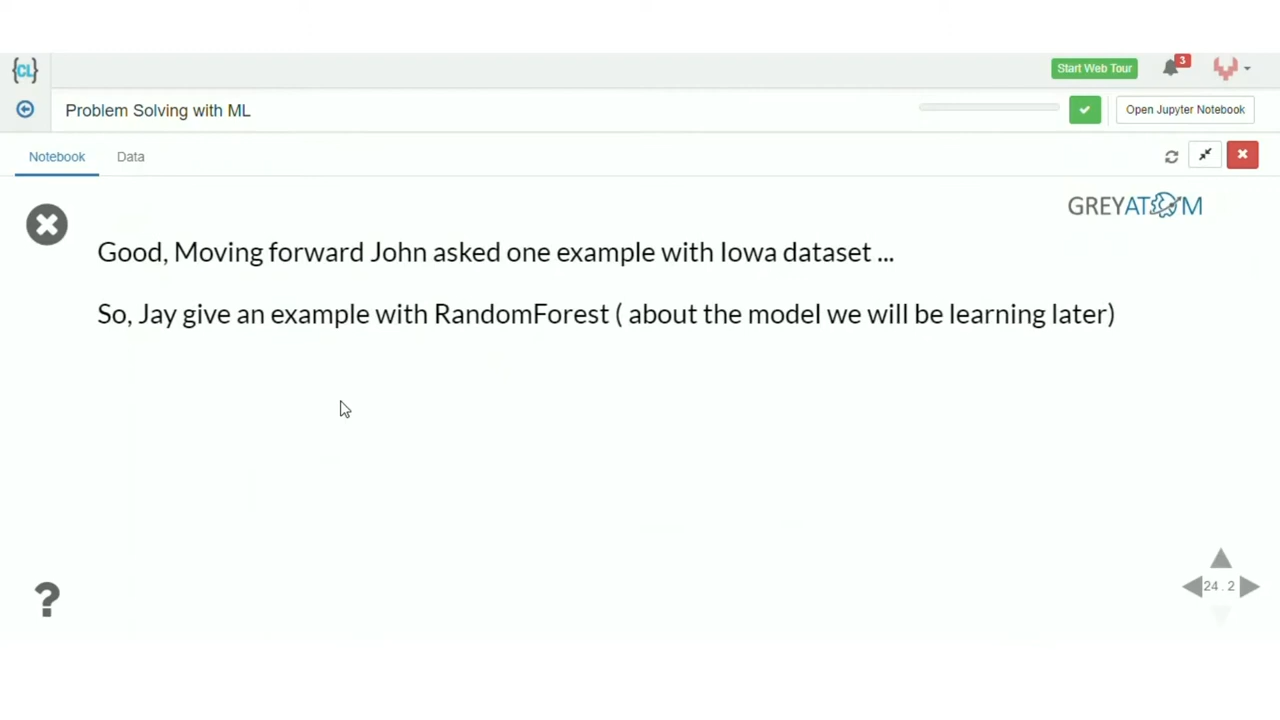 {CL}
Start Web Tour
3
Problem Solving with ML
Open Jupyter Notebook
Notebook
Data
GREYATOM
Good, Moving forward John asked one example with Iowa dataset ...
So, Jay give an example with RandomForest ( about the model we will be learning later)
?
24 . 2